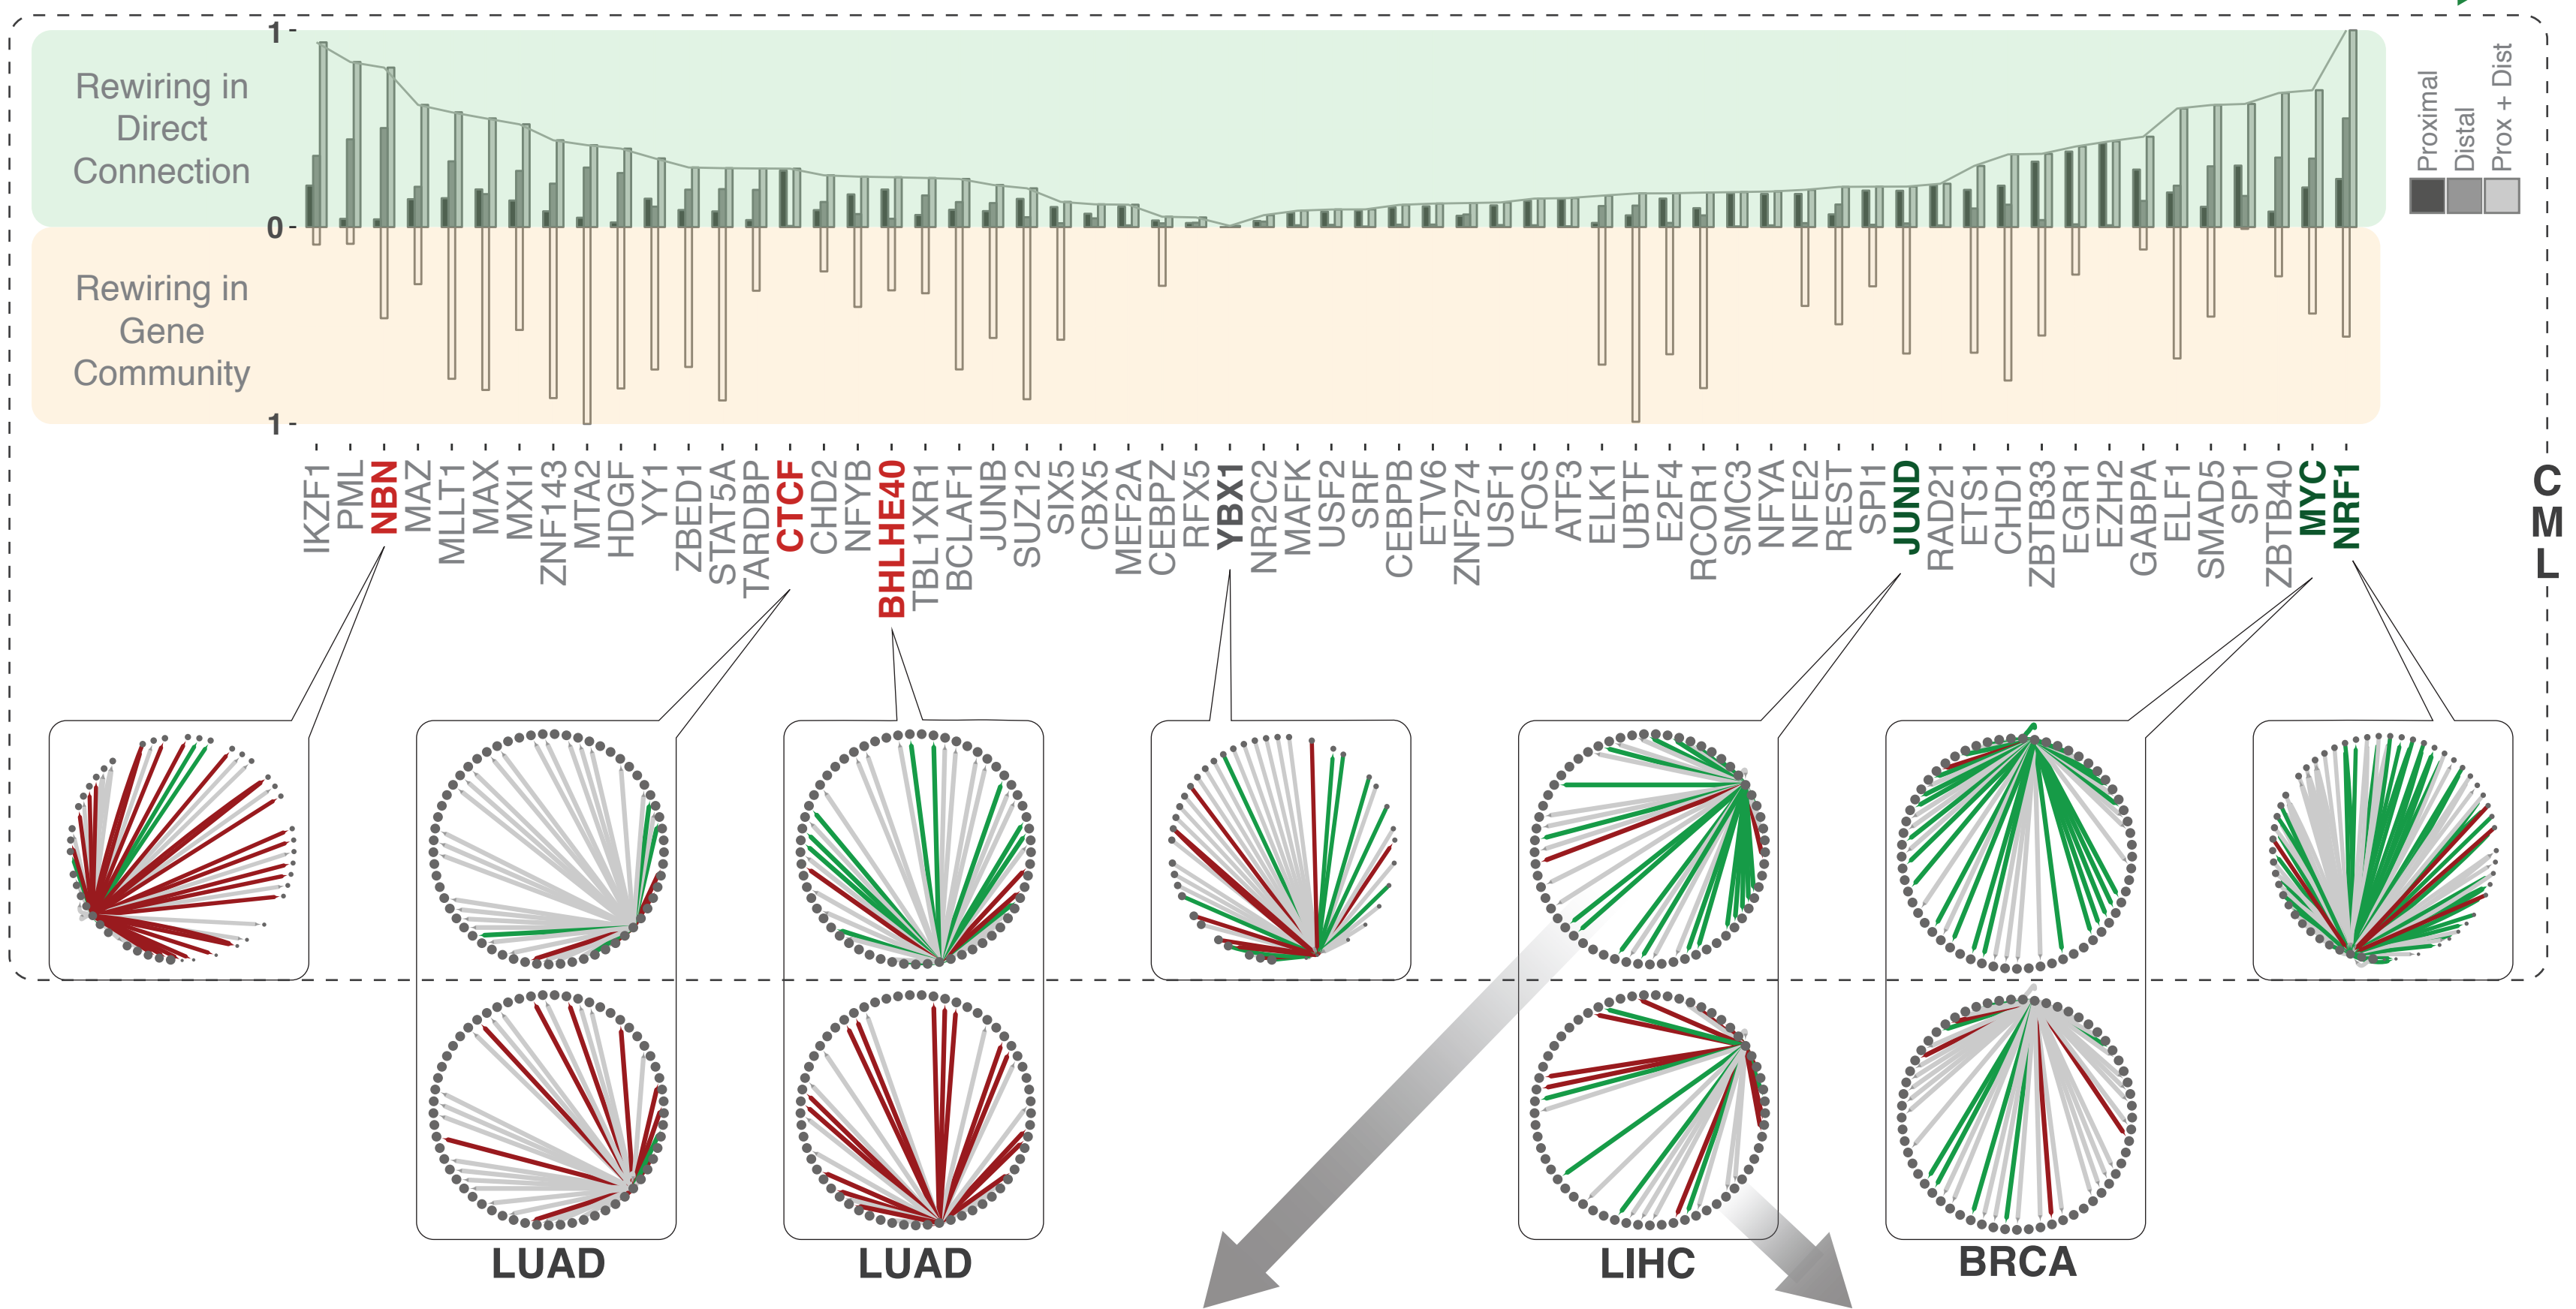 1
Rewiring in
Direct
Connection
0
Rewiring in
Gene
Community
1
Proximal
Distal
Prox + Dist
IKZF1
PML
NBN
MAZ
MLLT1
MAX
MXI1
ZNF143
MTA2
HDGF
YY1
ZBED1
STAT5A
TARDBP
CTCF
CHD2
NFYB
BHLHE40
TBL1XR1
BCLAF1
JUNB
SUZ12
SIX5
CBX5
MEF2A
CEBPZ
RFX5
YBX1
NR2C2
MAFK
USF2
SRF
CEBPB
ETV6
ZNF274
USF1
FOS
ATF3
ELK1
UBTF
E2F4
RCOR1
SMC3
NFYA
NFE2
REST
SPI1
JUND
RAD21
ETS1
CHD1
ZBTB33
EGR1
EZH2
GABPA
ELF1
SMAD5
SP1
ZBTB40
MYC
NRF1
C
M
L
LUAD
LUAD
LIHC
BRCA